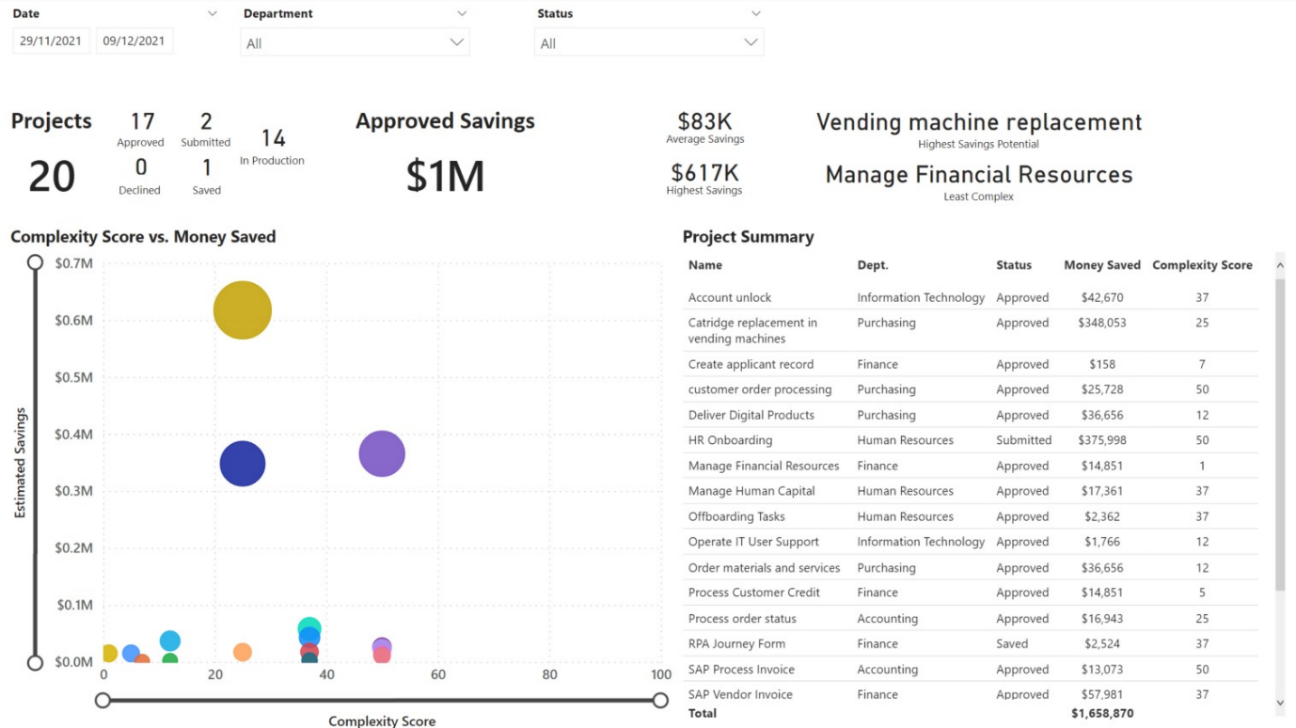 Date
29/11/2021 09/12/2021
Department
All
Status
All
Projects
20
17
Approved
2
Submitted
0
Declined
1
Saved
14
In Production
Approved Savings
$1M
$83K
Average Savings
$617K
Highest Savings
Vending machine replacement
Highest Savings Potential
Manage Financial Resources
Least Complex
Complexity Score vs. Money Saved
Estimated Savings
$0.7M
$0.6M
$0.5M
$0.4M
$0.3M
$0.2M
$0.1M
$0.0M
0 20 40 60 80 100
Complexity Score
Project Summary
Name Dept. Status Money Saved Complexity Score
Account unlock Information Technology Approved $42,670 37
Catridge replacement in Purchasing Approved $348,053 25
vending machines
Create applicant record Finance Approved $158 7
customer order processing Purchasing Approved $25,728 50
Deliver Digital Products Purchasing Approved $36,656 12
HR Onboarding Human Resources Submitted $375,998 50
Manage Financial Resources Finance Approved $14,851 1
Manage Human Capital Human Resources Approved $17,361 37
Offboarding Tasks Human Resources Approved $2,362 37
Operate IT User Support Information Technology Approved $1,766 12
Order materials and services Purchasing Approved $36,656 12
Process Customer Credit Finance Approved $14,851 5
Process order status Accounting Approved $16,943 25
RPA Journey Form Finance Saved $2,524 37
SAP Process Invoice Accounting Approved $13,073 50
SAP Vendor Invoice Finance Approved $57,981 37
Total $1,658,870